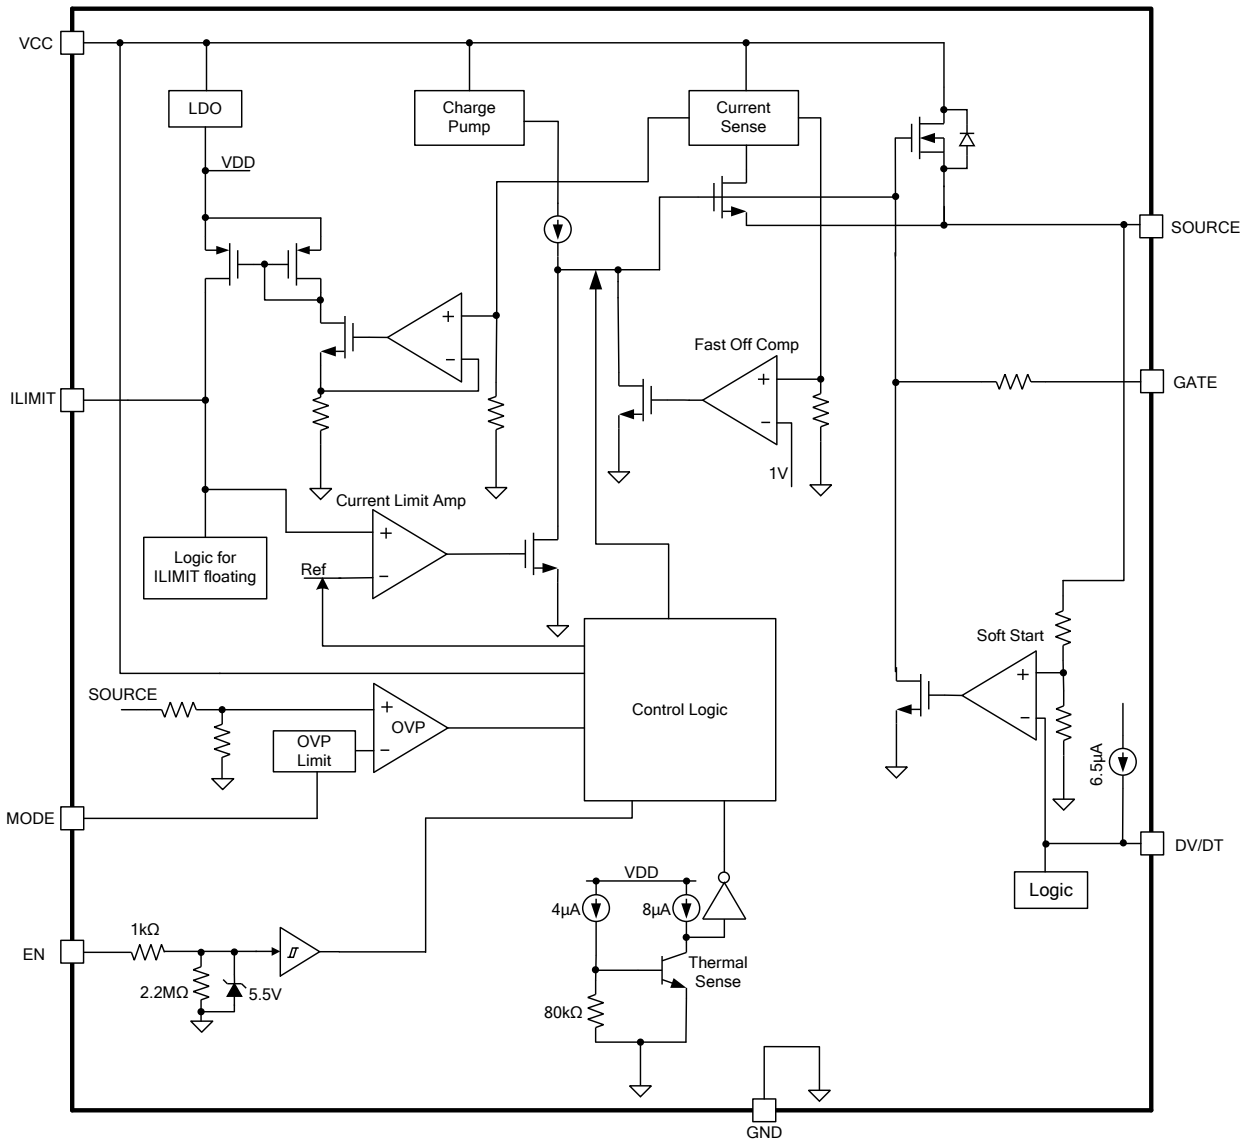 VCC
LDO
Charge
Pump
Current
Sense
VDD
SOURCE
Fast Off Comp
+
−
+
−
GATE
ILIMIT
1V
Current Limit Amp
+
−
Logic for
ILIMIT floating
Ref
Soft Start
+
−
SOURCE
+
OVP
−
OVP
Limit
Control Logic
6.5µA
MODE
DV/DT
VDD
4µA
8µA
Logic
1kΩ
EN
2.2MΩ
5.5V
Thermal
Sense
80kΩ
GND